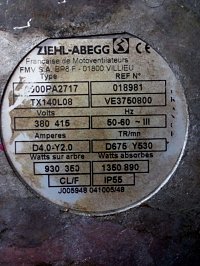 ZIEHL-ABEGG CE
Française de Motoventilateurs
FMV S.A. BP6 F - 01800 VILLIEU
Type REF N°
018981
TX140L08 VE3750800
Volts Hz
380 415 50-60 ~ III
Amperes TR/mn
D4.0-Y2.0 D675 Y530
Watts sur arbre Watts absorbes
930 350 1350 890
CL/F IP55
J005948 041005/48